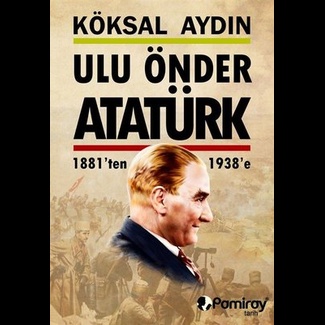 KÖKSAL AYDIN
ULU ÖNDER
ATATÜRK
1881'ten 1938'e
Pamiray
tarih